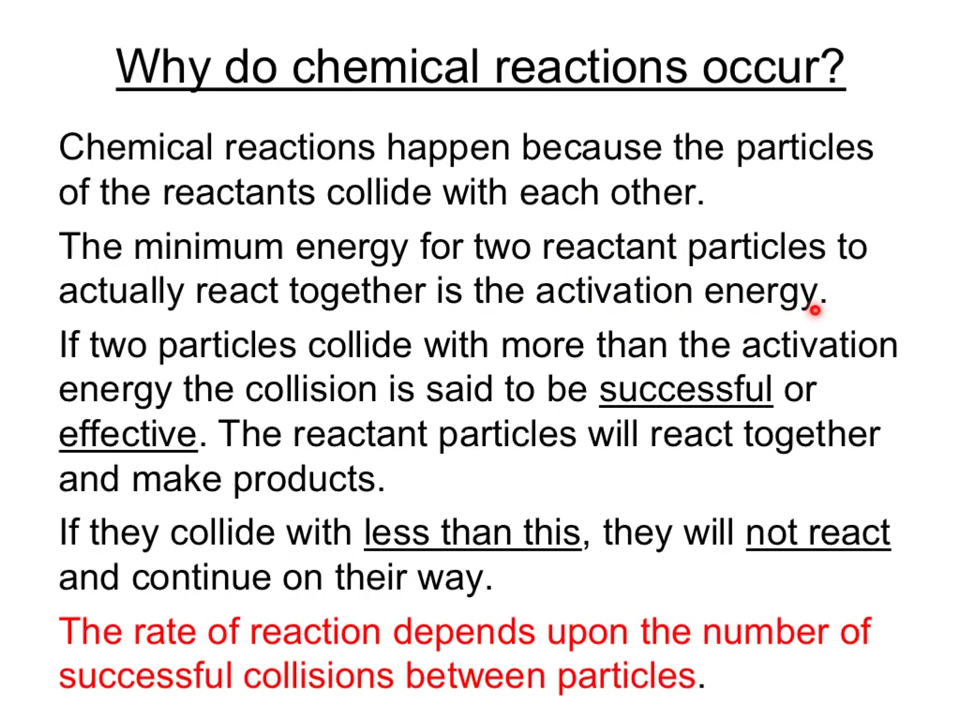 Why do chemical reactions occur?
Chemical reactions happen because the particles
of the reactants collide with each other.
The minimum energy for two reactant particles to
actually react together is the activation energy.
If two particles collide with more than the activation
energy the collision is said to be successful or
effective. The reactant particles will react together
and make products.
If they collide with less than this, they will not react
and continue on their way.
The rate of reaction depends upon the number of
successful collisions between particles.